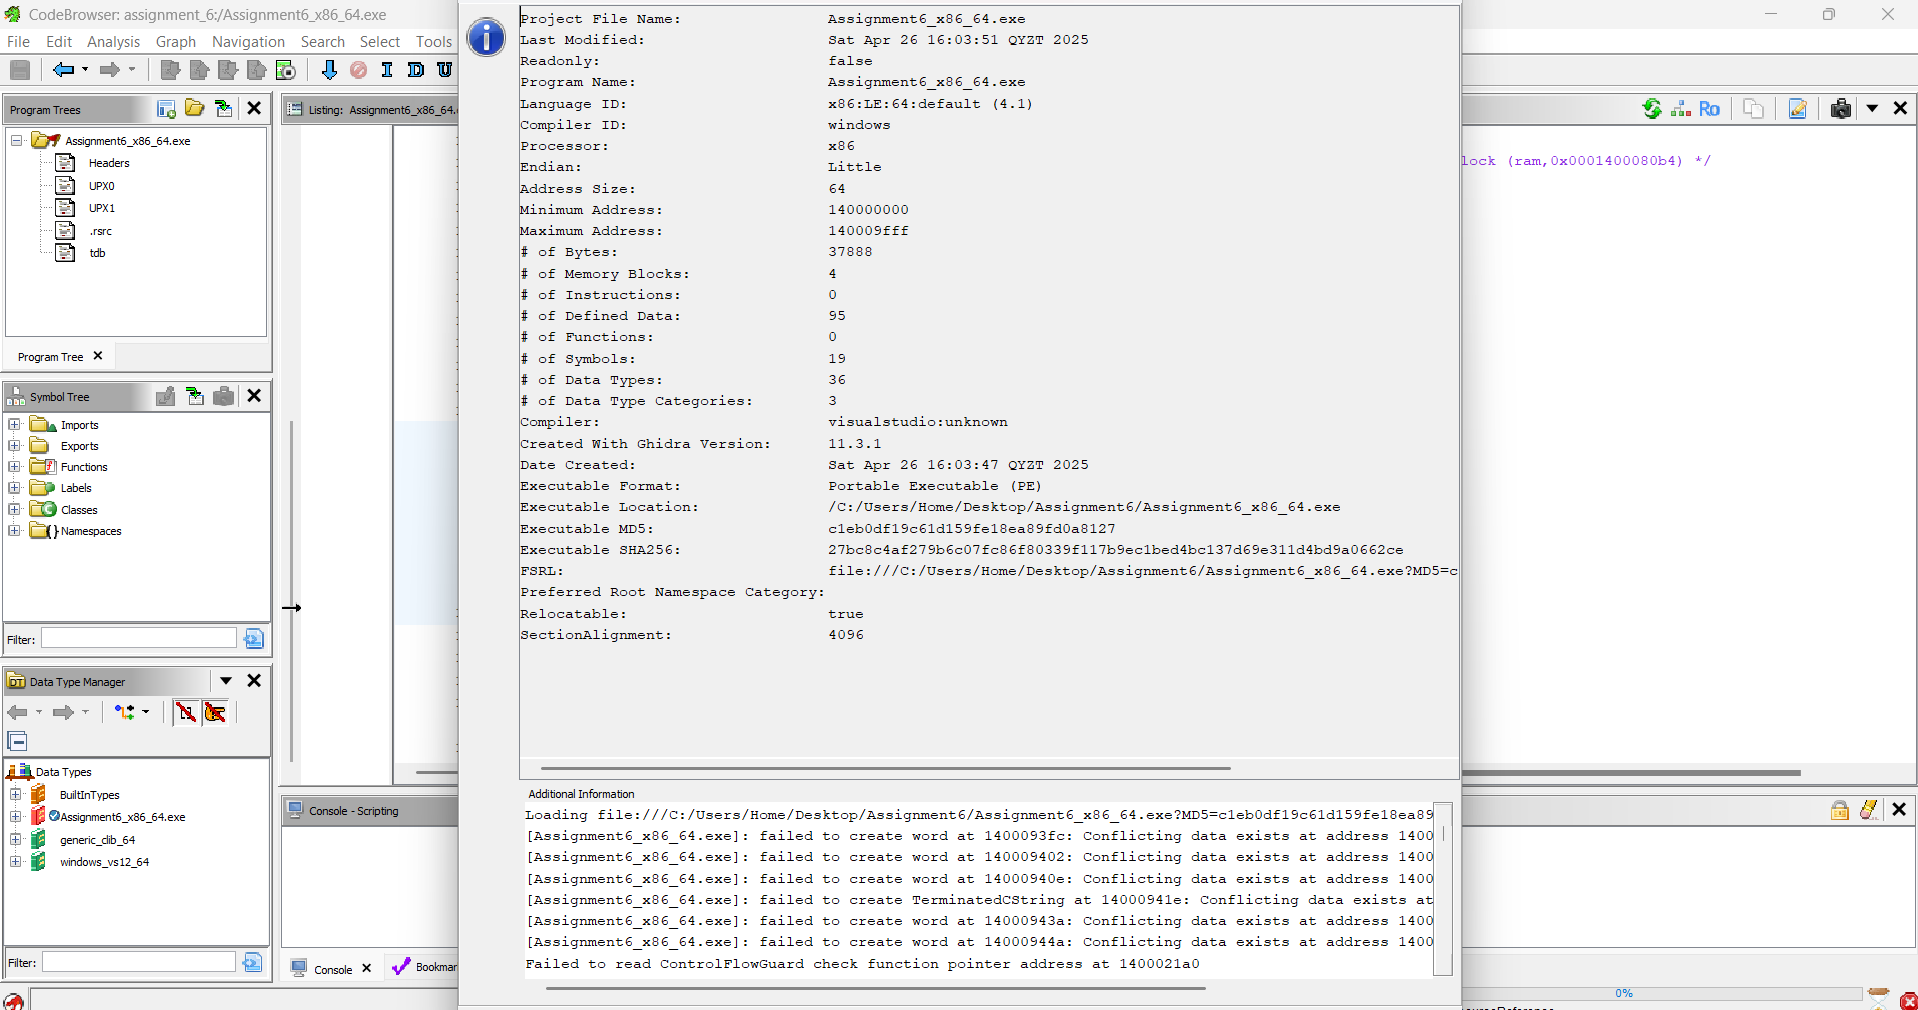 CodeBrowser: assignment_6:/Assignment6_x86_64.exe
File Edit Analysis Graph Navigation Search Select Tools
I D U
Program Trees
Assignment6_x86_64.exe
Headers
UPX0
UPX1
.rsrc
tdb
Program Tree
Symbol Tree
Imports
Exports
Functions
Labels
Classes
Namespaces
Filter:
Data Type Manager
Data Types
BuiltInTypes
Assignment6_x86_64.exe
generic_clib_64
windows_vs12_64
Filter:
Listing: Assignment6_x86_64.
Console - Scripting
Console
Bookmar
Project File Name: Assignment6_x86_64.exe
Last Modified: Sat Apr 26 16:03:51 QYZT 2025
Readonly: false
Program Name: Assignment6_x86_64.exe
Language ID: x86:LE:64:default (4.1)
Compiler ID: windows
Processor: x86
Endian: Little
Address Size: 64
Minimum Address: 140000000
Maximum Address: 140009fff
# of Bytes: 37888
# of Memory Blocks: 4
# of Instructions: 0
# of Defined Data: 95
# of Functions: 0
# of Symbols: 19
# of Data Types: 36
# of Data Type Categories: 3
Compiler: visualstudio:unknown
Created With Ghidra Version: 11.3.1
Date Created: Sat Apr 26 16:03:47 QYZT 2025
Executable Format: Portable Executable (PE)
Executable Location: /C:/Users/Home/Desktop/Assignment6/Assignment6_x86_64.exe
Executable MD5: c1eb0df19c61d159fe18ea89fd0a8127
Executable SHA256: 27bc8c4af279b6c07fc86f80339f117b9ec1bed4bc137d69e311d4bd9a0662ce
FSRL: file:///C:/Users/Home/Desktop/Assignment6/Assignment6_x86_64.exe?MD5=c
Preferred Root Namespace Category:
Relocatable: true
SectionAlignment: 4096
Additional Information
Loading file:///C:/Users/Home/Desktop/Assignment6/Assignment6_x86_64.exe?MD5=c1eb0df19c61d159fe18ea89
[Assignment6_x86_64.exe]: failed to create word at 1400093fc: Conflicting data exists at address 1400
[Assignment6_x86_64.exe]: failed to create word at 140009402: Conflicting data exists at address 1400
[Assignment6_x86_64.exe]: failed to create word at 14000940e: Conflicting data exists at address 1400
[Assignment6_x86_64.exe]: failed to create TerminatedCString at 14000941e: Conflicting data exists at
[Assignment6_x86_64.exe]: failed to create word at 14000943a: Conflicting data exists at address 1400
[Assignment6_x86_64.exe]: failed to create word at 14000944a: Conflicting data exists at address 1400
Failed to read ControlFlowGuard check function pointer address at 1400021a0
Ro
lock (ram,0x0001400080b4) */
0%